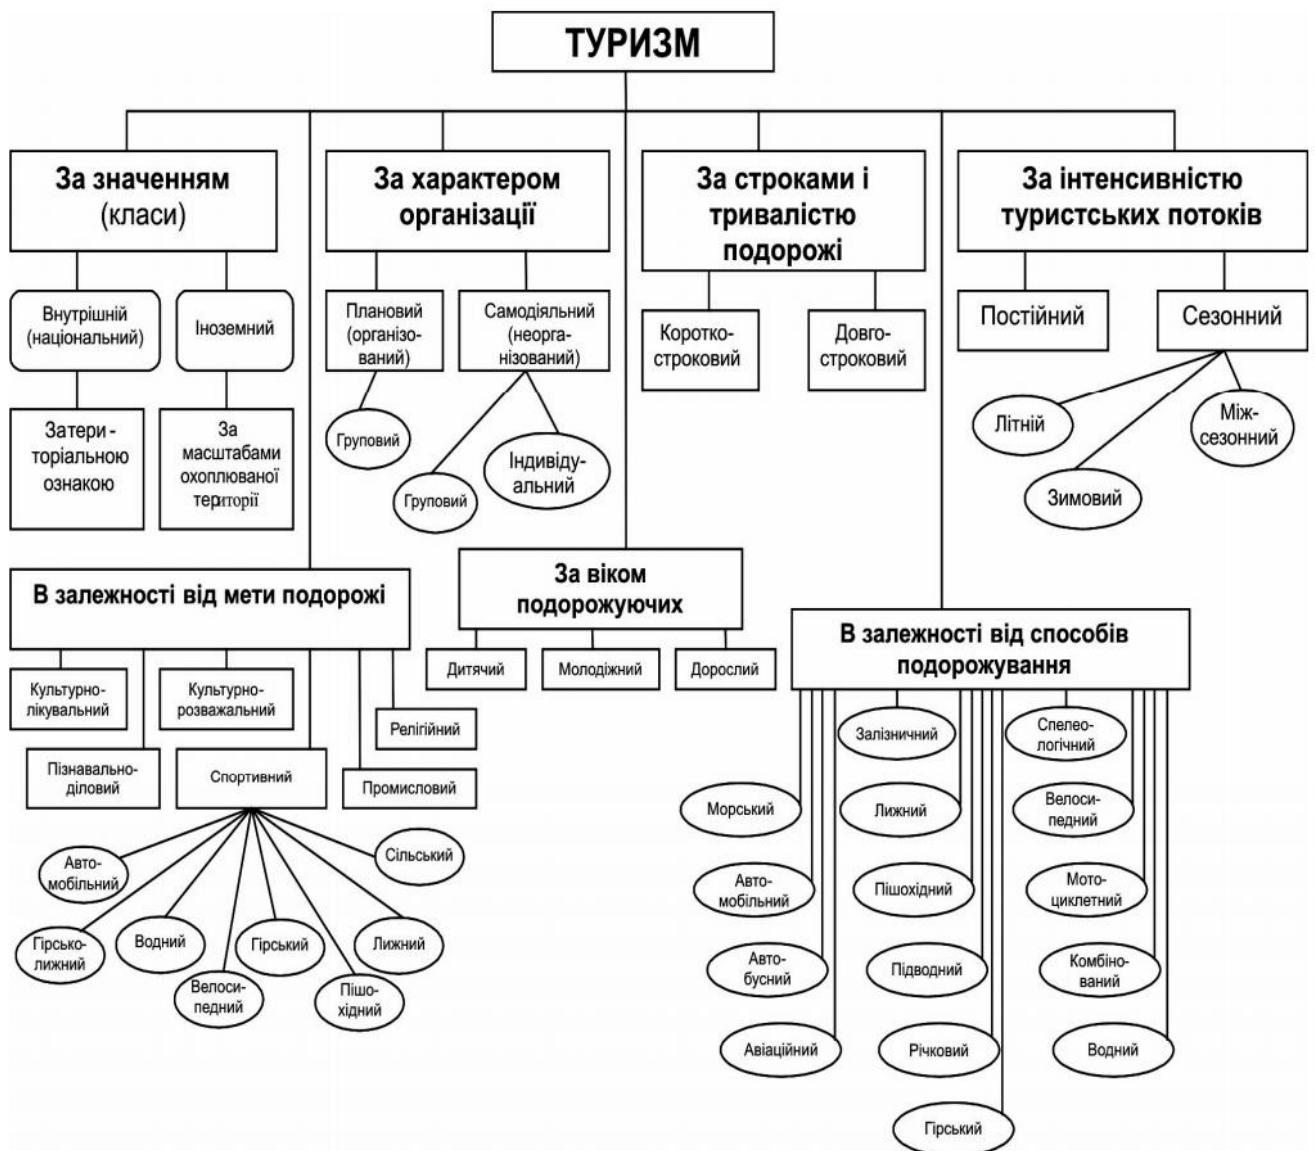 ТУРИЗМ
За значенням
(класи)
За характером
організації
За строками і
тривалістю
подорожі
За інтенсивністю
туристських потоків
Внутрішній
(національний)
Іноземний
Плановий
(організо-
ваний)
Самодіяльний
(неорга-
нізований)
Коротко-
строковий
Довго-
строковий
Постійний
Сезонний
Затери -
торіальною
ознакою
За
масштабами
охоплюваної
території
Груповий
Груповий
Індивіду-
альний
Літній
Між-
сезонний
Зимовий
В залежності від мети подорожі
За віком
подорожуючих
В залежності від способів
подорожування
Культурно-
лікувальний
Культурно-
розважальний
Релігійний
Пізнавально-
діловий
Спортивний
Промисловий
Дитячий
Молодіжний
Дорослий
Авто-
мобільний
Сільський
Гірсько-
лижний
Водний
Велоси-
педний
Гірський
Пішо-
хідний
Лижний
Залізничний
Спелео-
логічний
Морський
Лижний
Велоси-
педний
Авто-
мобільний
Пішохідний
Мото-
циклетний
Авто-
бусний
Підводний
Комбіно-
ваний
Авіаційний
Річковий
Водний
Гірський